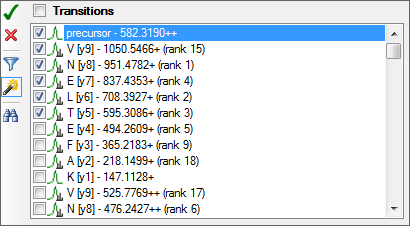 Transitions
precursor - 582.3190++
V [y9] - 1050.5466+ (rank 15)
N [y8] - 951.4782+ (rank 1)
E [y7] - 837.4353+ (rank 4)
L [y6] - 708.3927+ (rank 2)
T [y5] - 595.3086+ (rank 3)
E [y4] - 494.2609+ (rank 5)
F [y3] - 365.2183+ (rank 9)
A [y2] - 218.1499+ (rank 18)
K [y1] - 147.1128+
V [y9] - 525.7769++ (rank 17)
N [y8] - 476.2427++ (rank 6)